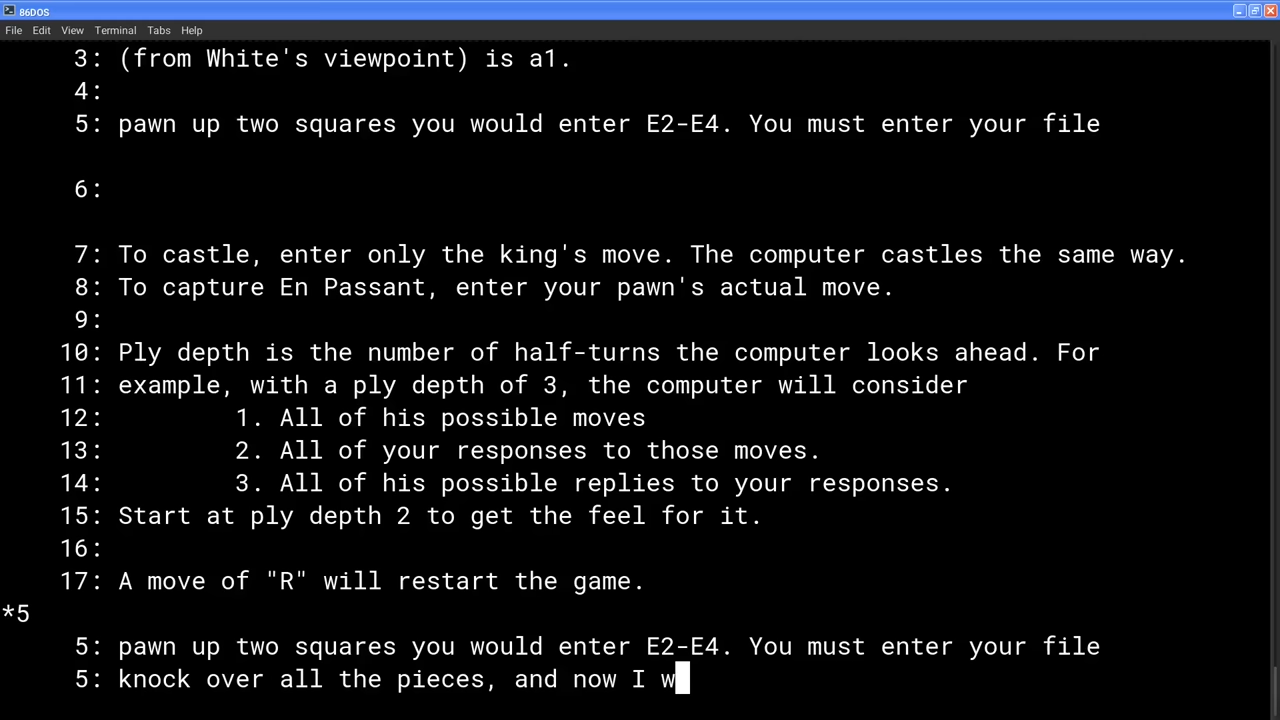 86DOS
File Edit View Terminal Tabs Help
3: (from White's viewpoint) is a1.
4:
5: pawn up two squares you would enter E2-E4. You must enter your file
6:
7: To castle, enter only the king's move. The computer castles the same way.
8: To capture En Passant, enter your pawn's actual move.
9:
10: Ply depth is the number of half-turns the computer looks ahead. For
11: example, with a ply depth of 3, the computer will consider
12: 1. All of his possible moves
13: 2. All of your responses to those moves.
14: 3. All of his possible replies to your responses.
15: Start at ply depth 2 to get the feel for it.
16:
17: A move of "R" will restart the game.
*5
5: pawn up two squares you would enter E2-E4. You must enter your file
5: knock over all the pieces, and now I w